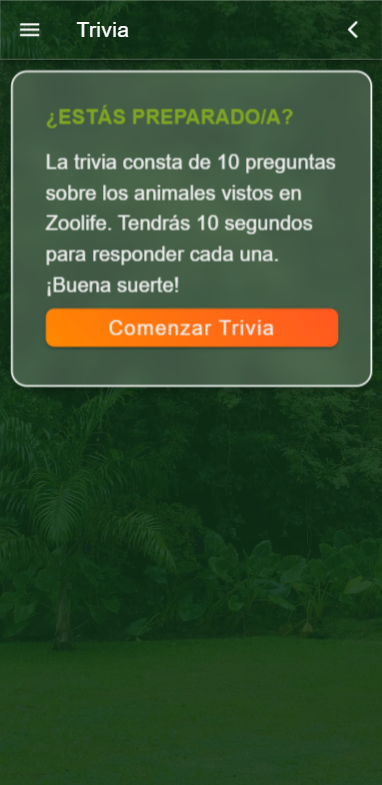 Trivia
¿ESTÁS PREPARADO/A?
La trivia consta de 10 preguntas
sobre los animales vistos en
Zoolife. Tendrás 10 segundos
para responder cada una.
¡Buena suerte!
Comenzar Trivia